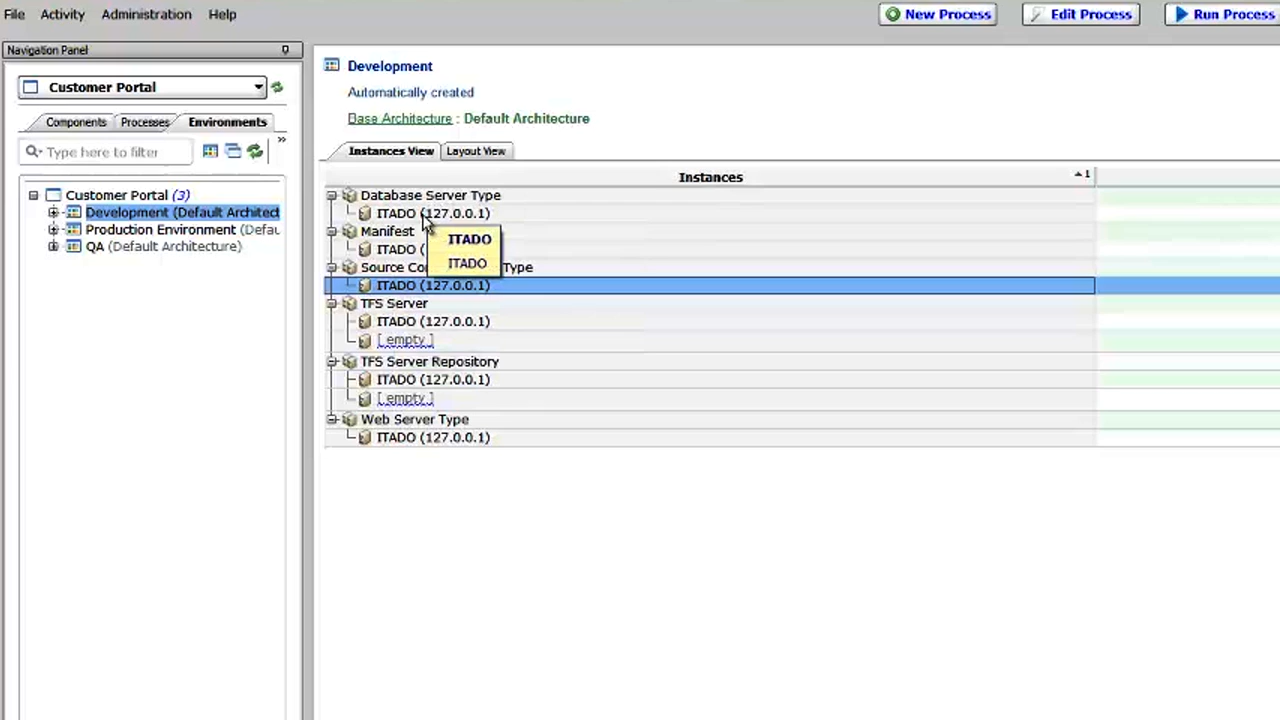 File Activity Administration Help
New Process Edit Process Run Process
Navigation Panel
Customer Portal
Components Processes Environments
Type here to filter
»
Customer Portal (3)
Development (Default Architect
Production Environment (Defau
QA (Default Architecture)
Development
Automatically created
Base Architecture : Default Architecture
Instances View Layout View
Instances 1
Database Server Type
ITADO (127.0.0.1)
Manifest
ITADO (
Source Co Type
ITADO (127.0.0.1)
TFS Server
ITADO (127.0.0.1)
[ empty ]
TFS Server Repository
ITADO (127.0.0.1)
[ empty ]
Web Server Type
ITADO (127.0.0.1)
ITADO
ITADO